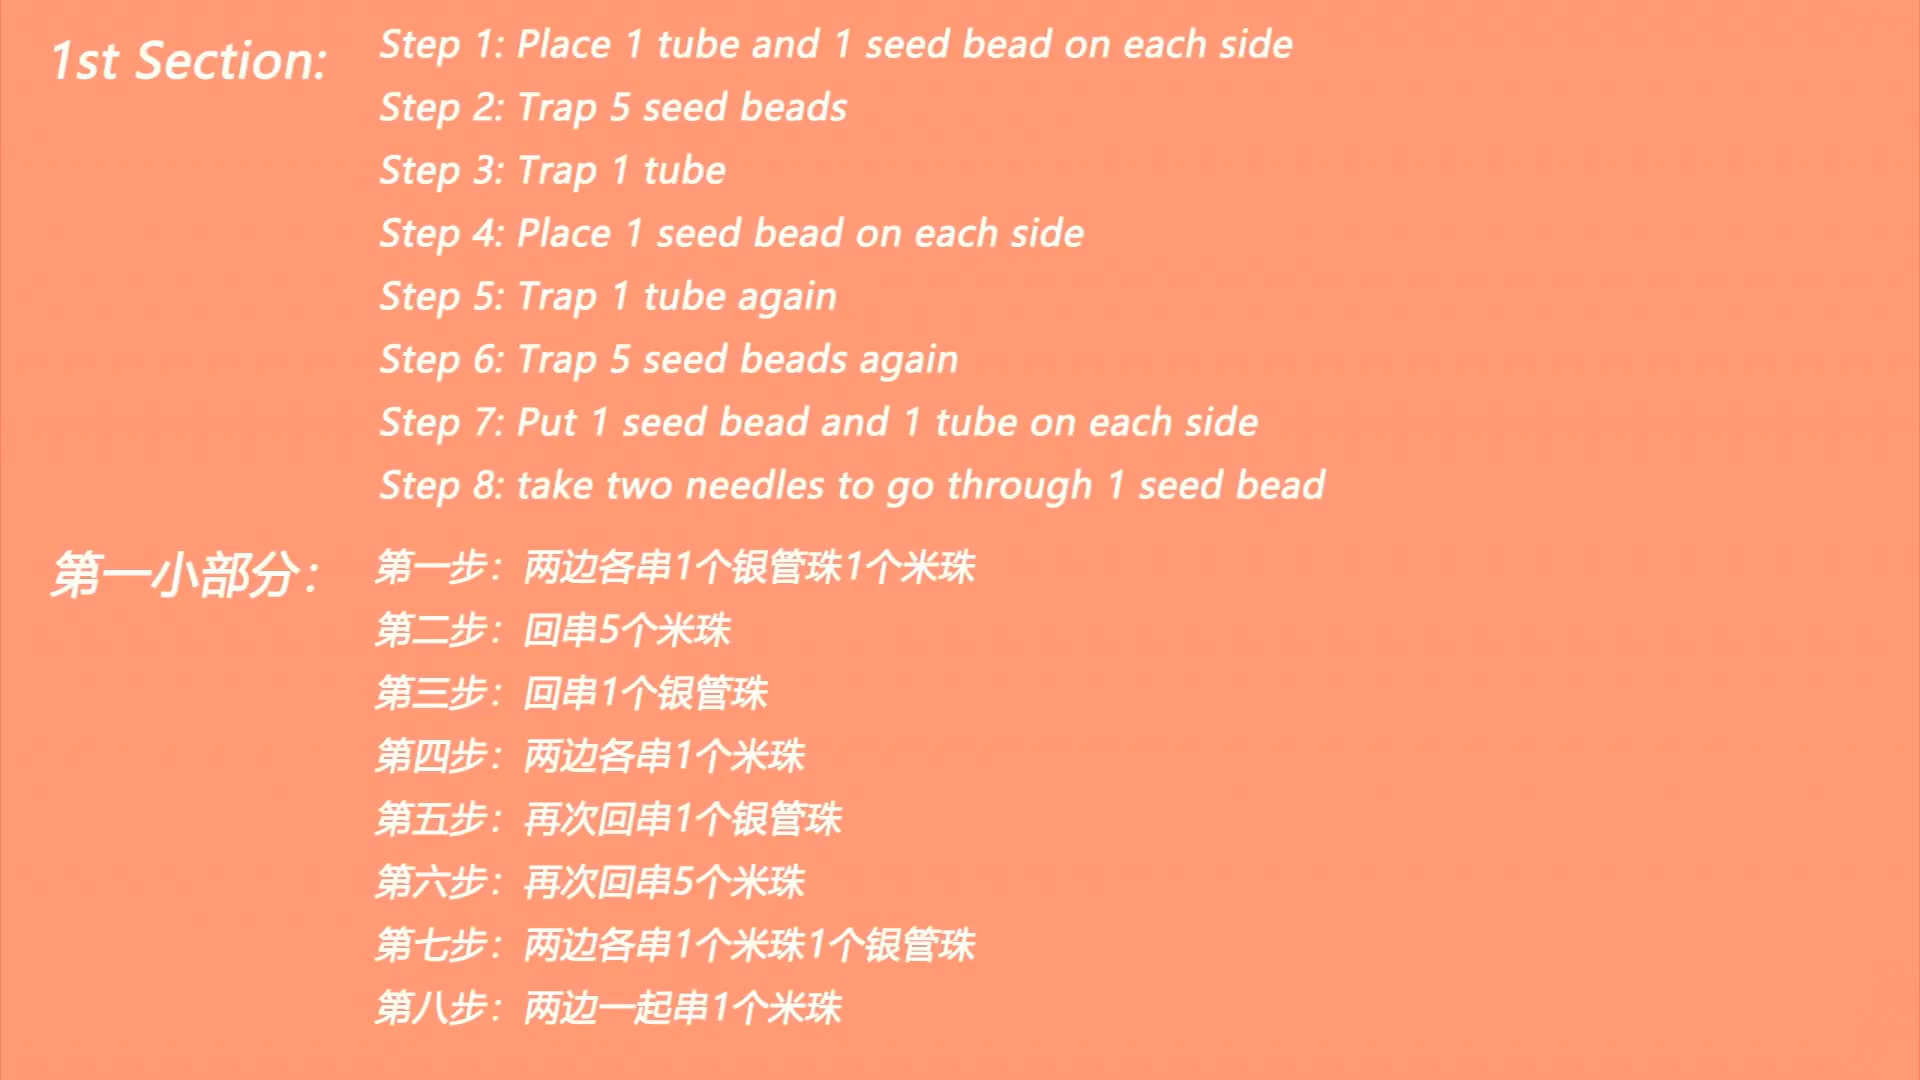 1st Section:
Step 1: Place 1 tube and 1 seed bead on each side
Step 2: Trap 5 seed beads
Step 3: Trap 1 tube
Step 4: Place 1 seed bead on each side
Step 5: Trap 1 tube again
Step 6: Trap 5 seed beads again
Step 7: Put 1 seed bead and 1 tube on each side
Step 8: take two needles to go through 1 seed bead
第一小部分：
第一步：两边各串1个银管珠1个米珠
第二步：回串5个米珠
第三步：回串1个银管珠
第四步：两边各串1个米珠
第五步：再次回串1个银管珠
第六步：再次回串5个米珠
第七步：两边各串1个米珠1个银管珠
第八步：两边一起串1个米珠